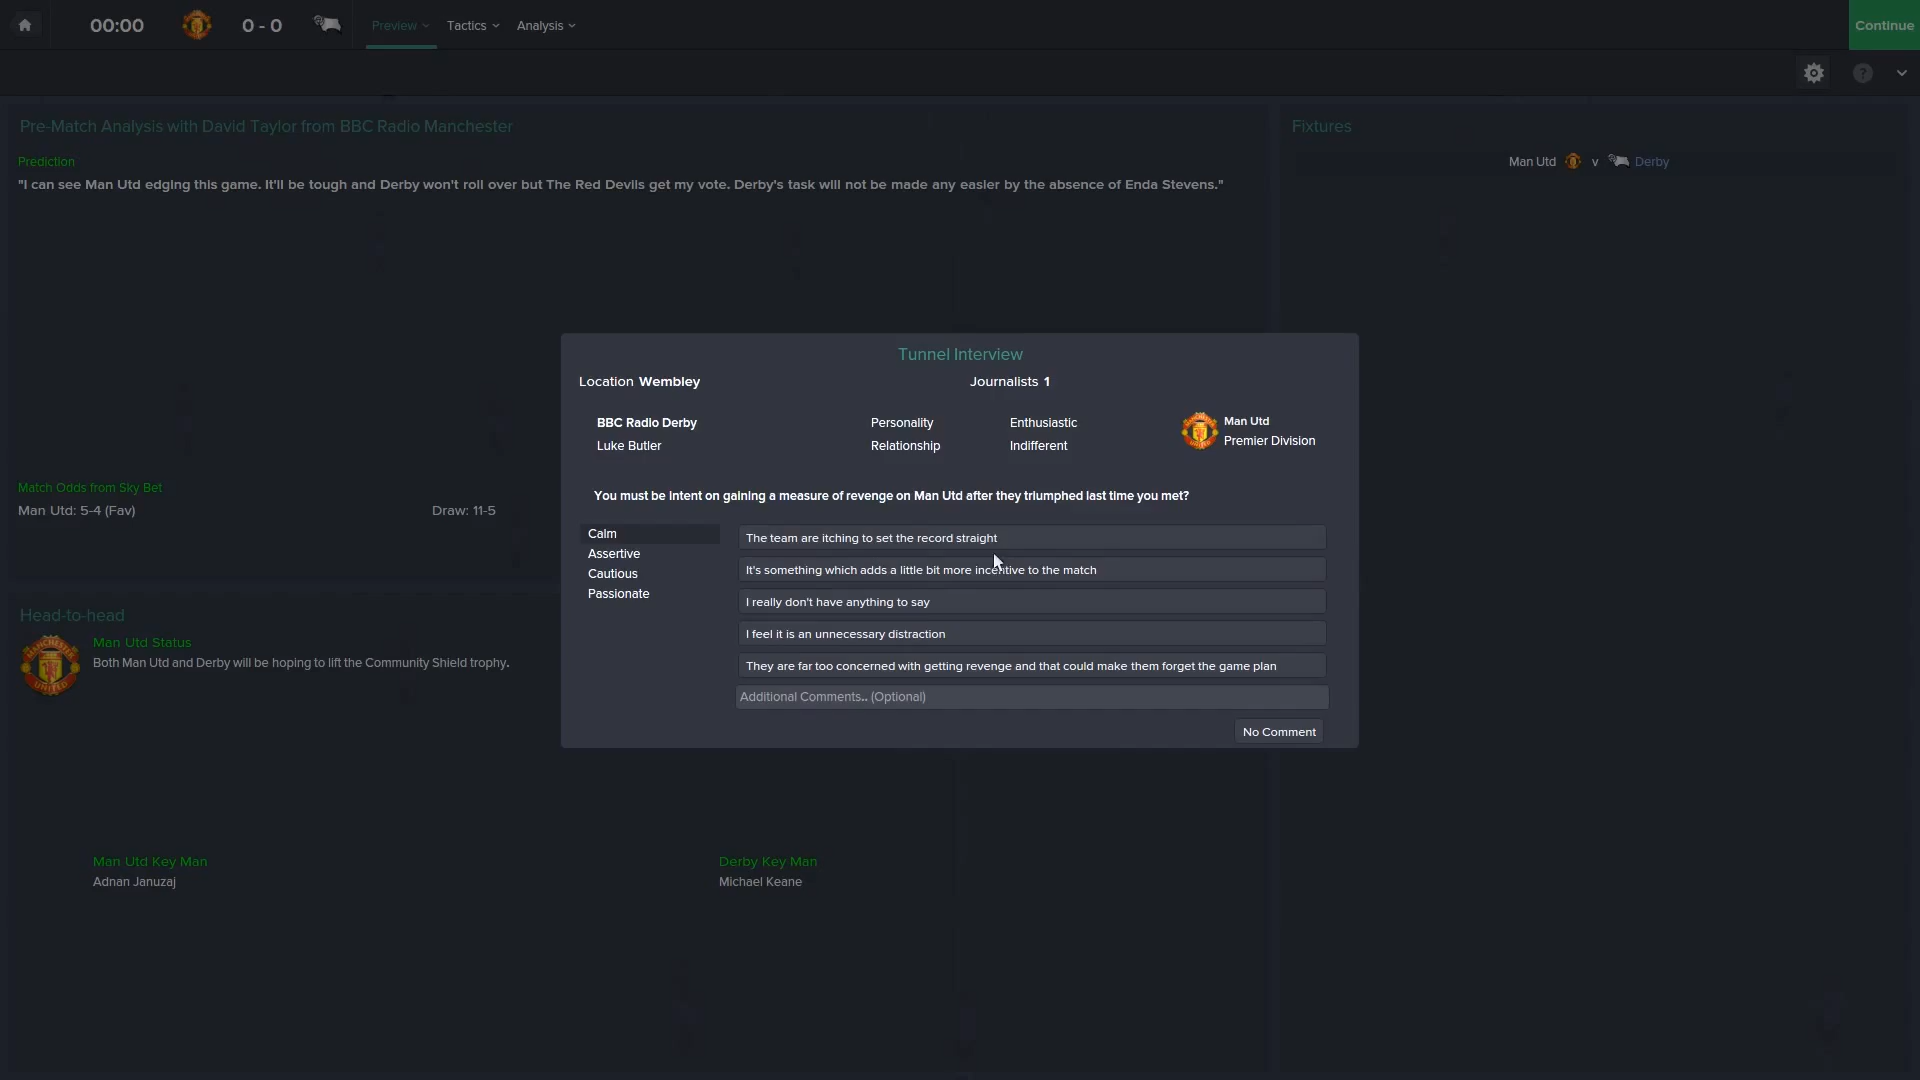 00:00
0 - 0
Preview
Tactics
Analysis
Continue
?
Pre-Match Analysis with David Taylor from BBC Radio Manchester
Prediction
"I can see Man Utd edging this game. It'll be tough and Derby won't roll over but The Red Devils get my vote. Derby's task will not be made any easier by the absence of Enda Stevens."
Fixtures
Man Utd v Derby
Match Odds from Sky Bet
Man Utd: 5-4 (Fav)
Draw: 11-5
Tunnel Interview
Location Wembley
Journalists 1
BBC Radio Derby
Personality
Enthusiastic
Man Utd
Luke Butler
Relationship
Indifferent
Premier Division
You must be intent on gaining a measure of revenge on Man Utd after they triumphed last time you met?
Calm
Assertive
Cautious
Passionate
The team are itching to set the record straight
It's something which adds a little bit more incentive to the match
I really don't have anything to say
I feel it is an unnecessary distraction
They are far too concerned with getting revenge and that could make them forget the game plan
Additional Comments.. (Optional)
No Comment
Head-to-head
MANCHESTER
UNITED
Man Utd Status
Both Man Utd and Derby will be hoping to lift the Community Shield trophy.
Man Utd Key Man
Adnan Januzaj
Derby Key Man
Michael Keane